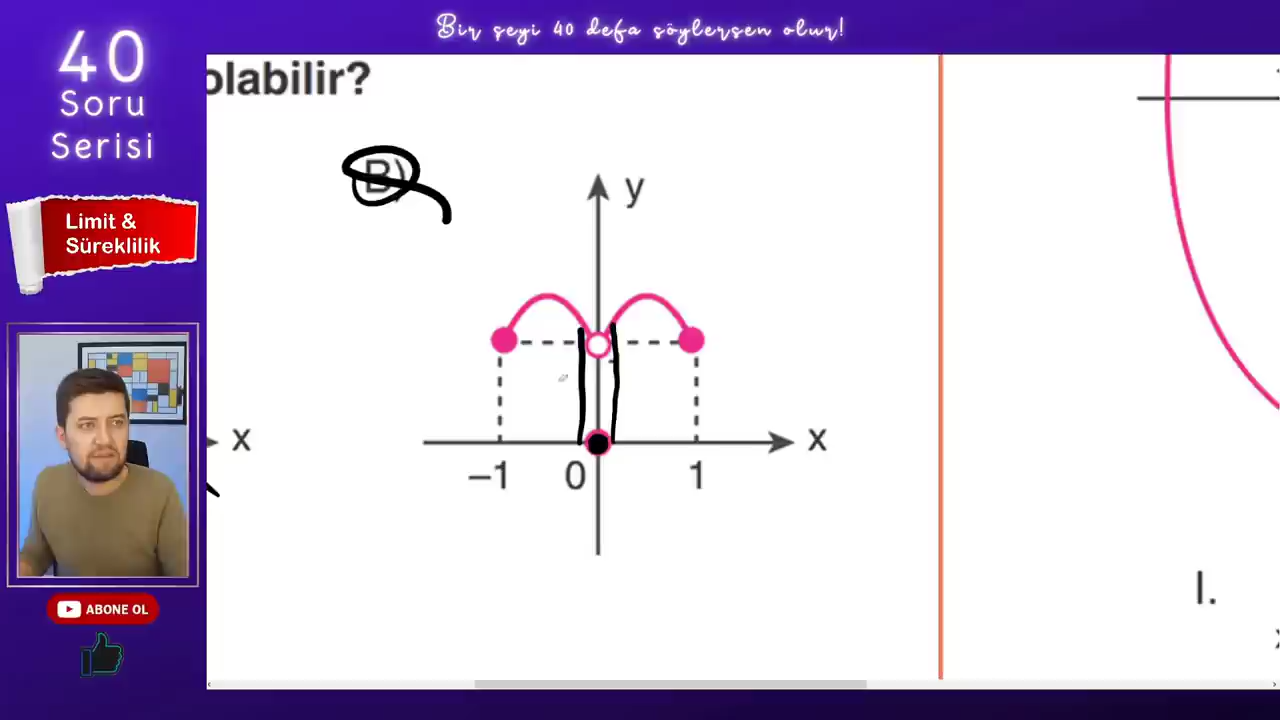 Bir şeyi 40 defa söylersen olur!
40
Soru
Serisi
Limit &
Süreklilik
ABONE OL
olabilir?
B)
y
x
x
–1
0
1
I.